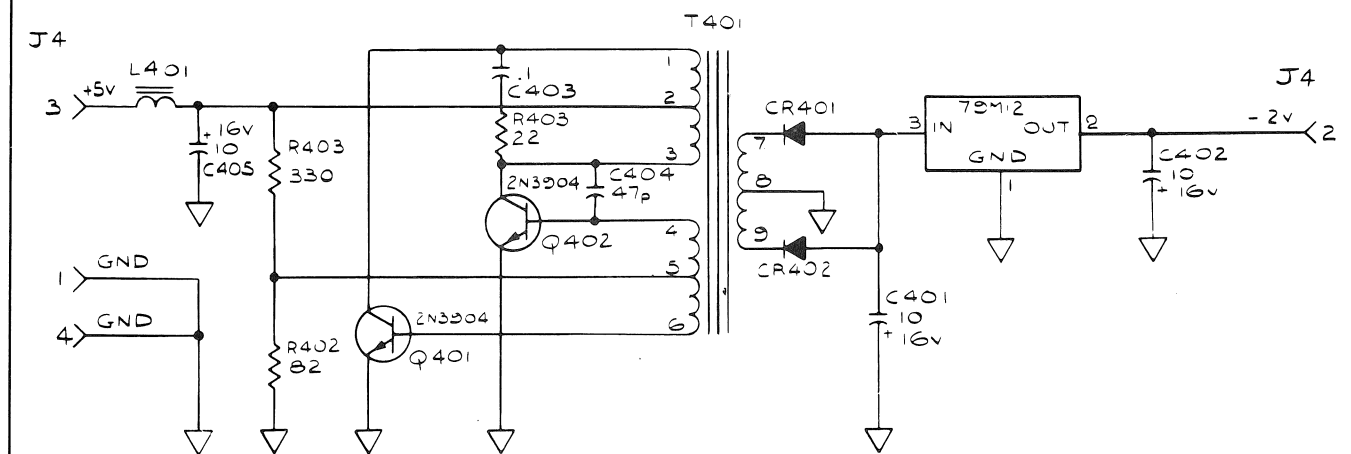 T401
J4
L401
3 +5v
+ 16v
10
C405
R403
330
.1
C403
R403
22
2N3904
C404
47p
Q402
1
2
3
4
5
6
7
8
9
CR401
CR402
3 IN 79M12 OUT 2
GND
1
J4
- 2v 2
C402
10
+ 16v
C401
10
+ 16v
1 GND
4 GND
R402
82
2N3904
Q401